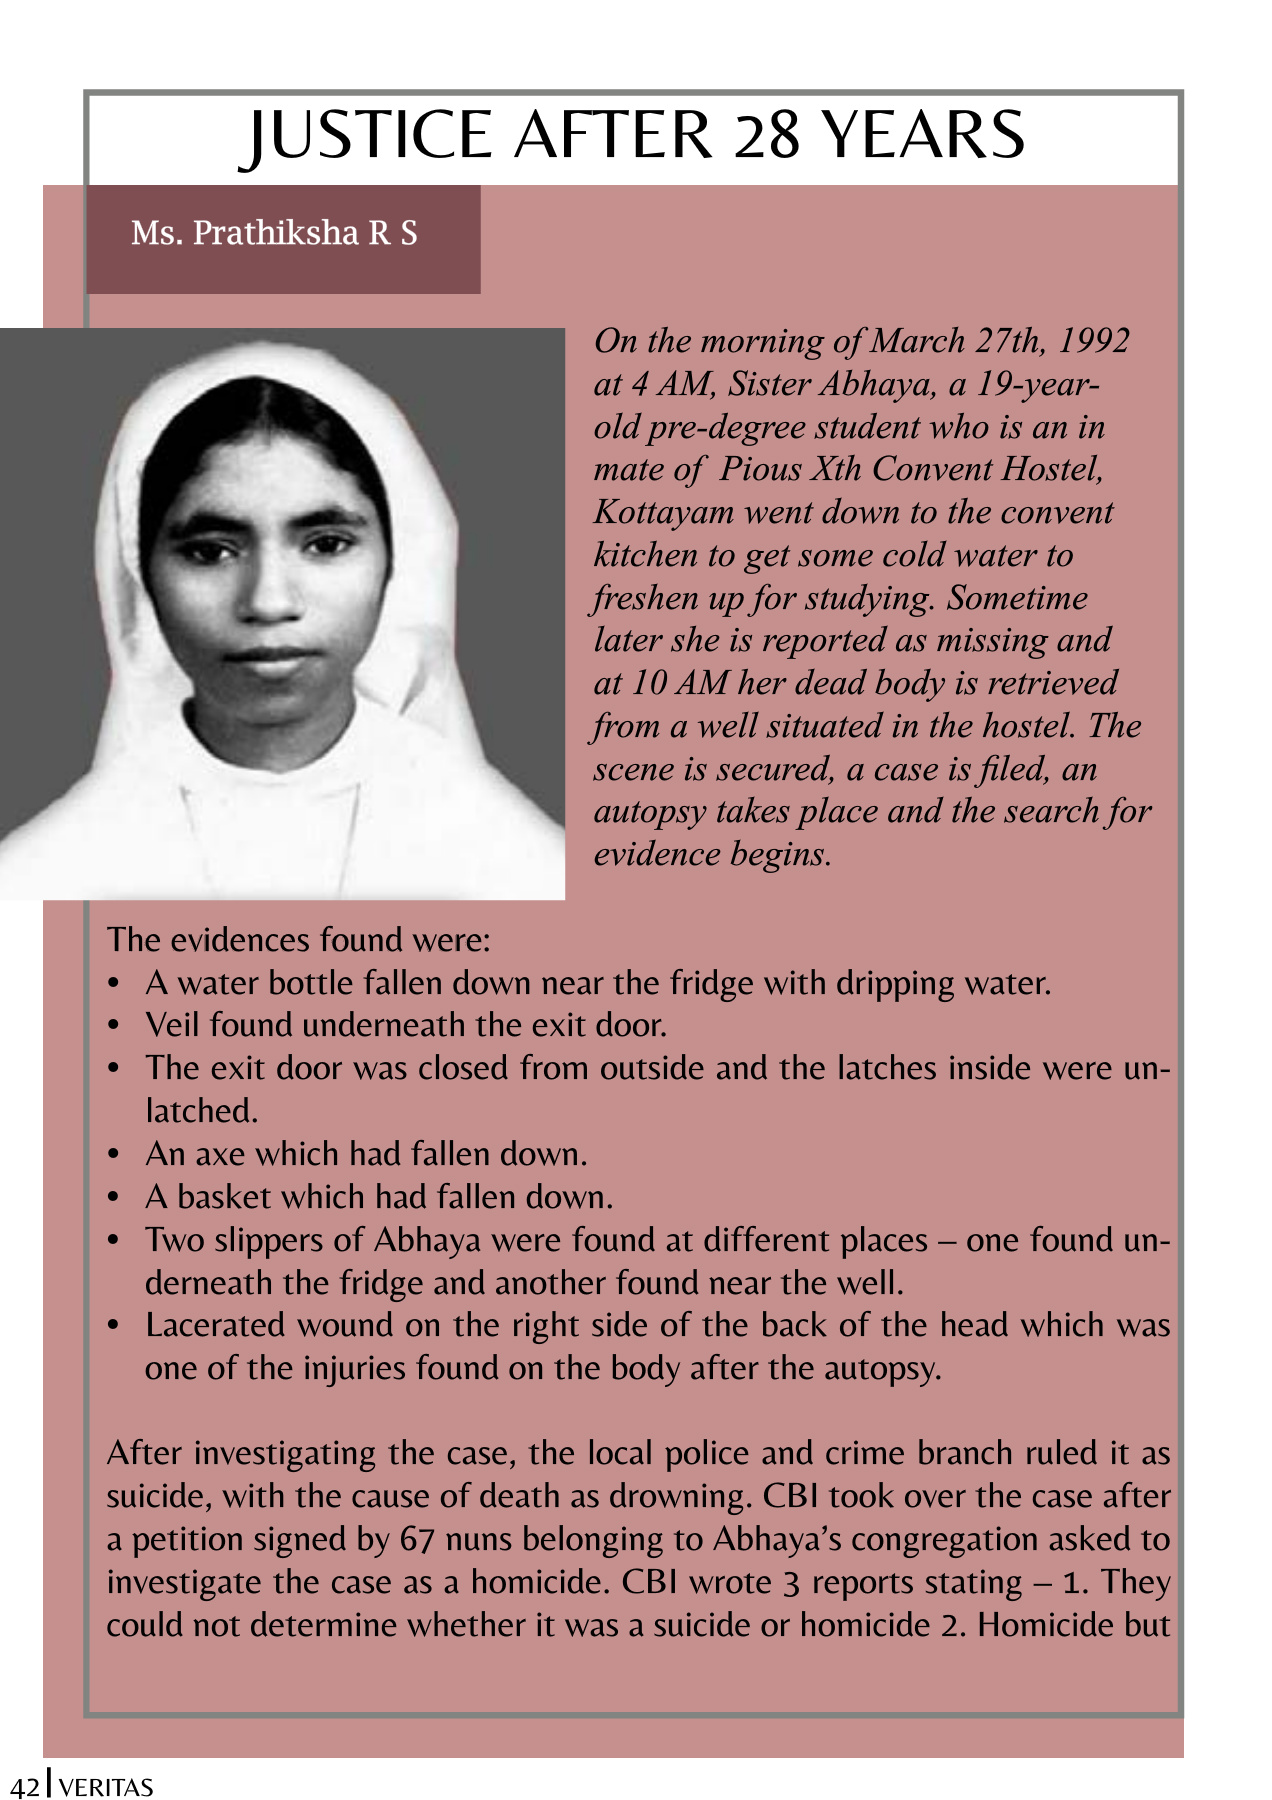 JUSTICE AFTER 28 YEARS
Ms. Prathiksha R S
On the morning of March 27th, 1992
at 4 AM, Sister Abhaya, a 19-year-
old pre-degree student who is an in
mate of  Pious Xth Convent Hostel,
Kottayam went down to the convent
kitchen to get some cold water to
freshen up for studying. Sometime
later she is reported as missing and
at 10 AM her dead body is retrieved
from a well situated in the hostel. The
scene is secured, a case is filed, an
autopsy takes place and the search for
evidence begins.
The evidences found were:
• A water bottle fallen down near the fridge with dripping water.
• Veil found underneath the exit door.
• The exit door was closed from outside and the latches inside were un-
latched.
• An axe which had fallen down.
• A basket which had fallen down.
• Two slippers of Abhaya were found at different places – one found un-
derneath the fridge and another found near the well.
• Lacerated wound on the right side of the back of the head which was
one of the injuries found on the body after the autopsy.
After investigating the case, the local police and crime branch ruled it as
suicide, with the cause of death as drowning. CBI took over the case after
a petition signed by 67 nuns belonging to Abhaya’s congregation asked to
investigate the case as a homicide. CBI wrote 3 reports stating – 1. They
could not determine whether it was a suicide or homicide 2. Homicide but
42 | VERITAS